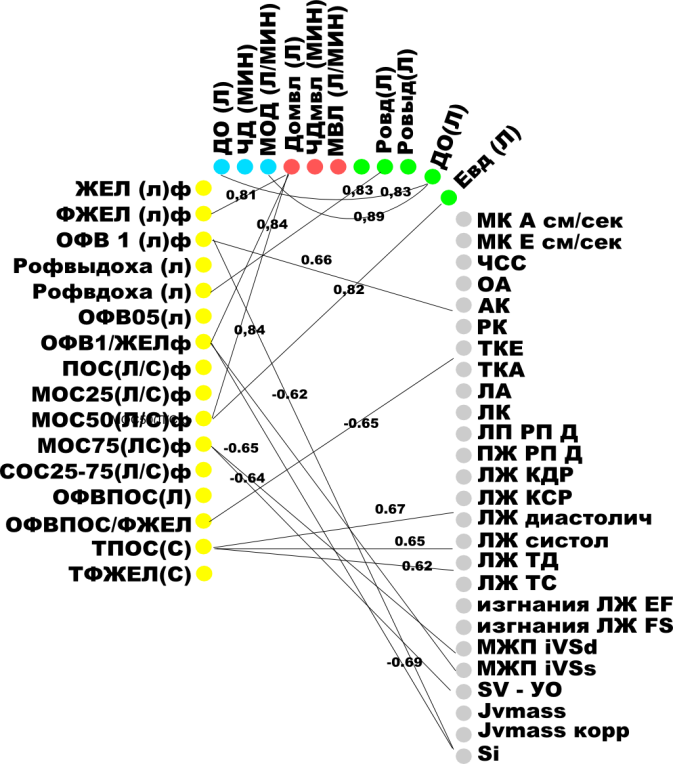 ДО (Л)
ЧД (МИН)
МОД (Л/МИН)
Домвл (Л)
ЧДмвл (МИН)
МВЛ (Л/МИН)
Ровд(Л)
Ровыд(Л)
ДО(Л)
Евд (Л)
ЖЕЛ (л)ф
ФЖЕЛ (л)ф
ОФВ 1 (л)ф
Рофвыдоха (л)
Рофвдоха (л)
ОФВ05(л)
ОФВ1/ЖЕЛф
ПОС(Л/С)ф
МОС25(Л/С)ф
МОС50(Л/С)ф
МОС75(ЛС)ф
СОС25-75(Л/С)ф
ОФВПОС(Л)
ОФВПОС/ФЖЕЛ
ТПОС(С)
ТФЖЕЛ(С)
0,81
0,83
0,83
0,89
0,84
0.66
0,82
0,84
-0.62
-0.65
-0.65
-0.64
0.67
0.65
0.62
-0.69
МК А см/сек
МК Е см/сек
ЧСС
ОА
АК
РК
ТКЕ
ТКА
ЛА
ЛК
ЛП РП Д
ПЖ РП Д
ЛЖ КДР
ЛЖ КСР
ЛЖ диастолич
ЛЖ систол
ЛЖ ТД
ЛЖ ТС
изгнания ЛЖ EF
изгнания ЛЖ FS
МЖП iVSd
МЖП iVSs
SV - УО
Jvmass
Jvmass корр
Si